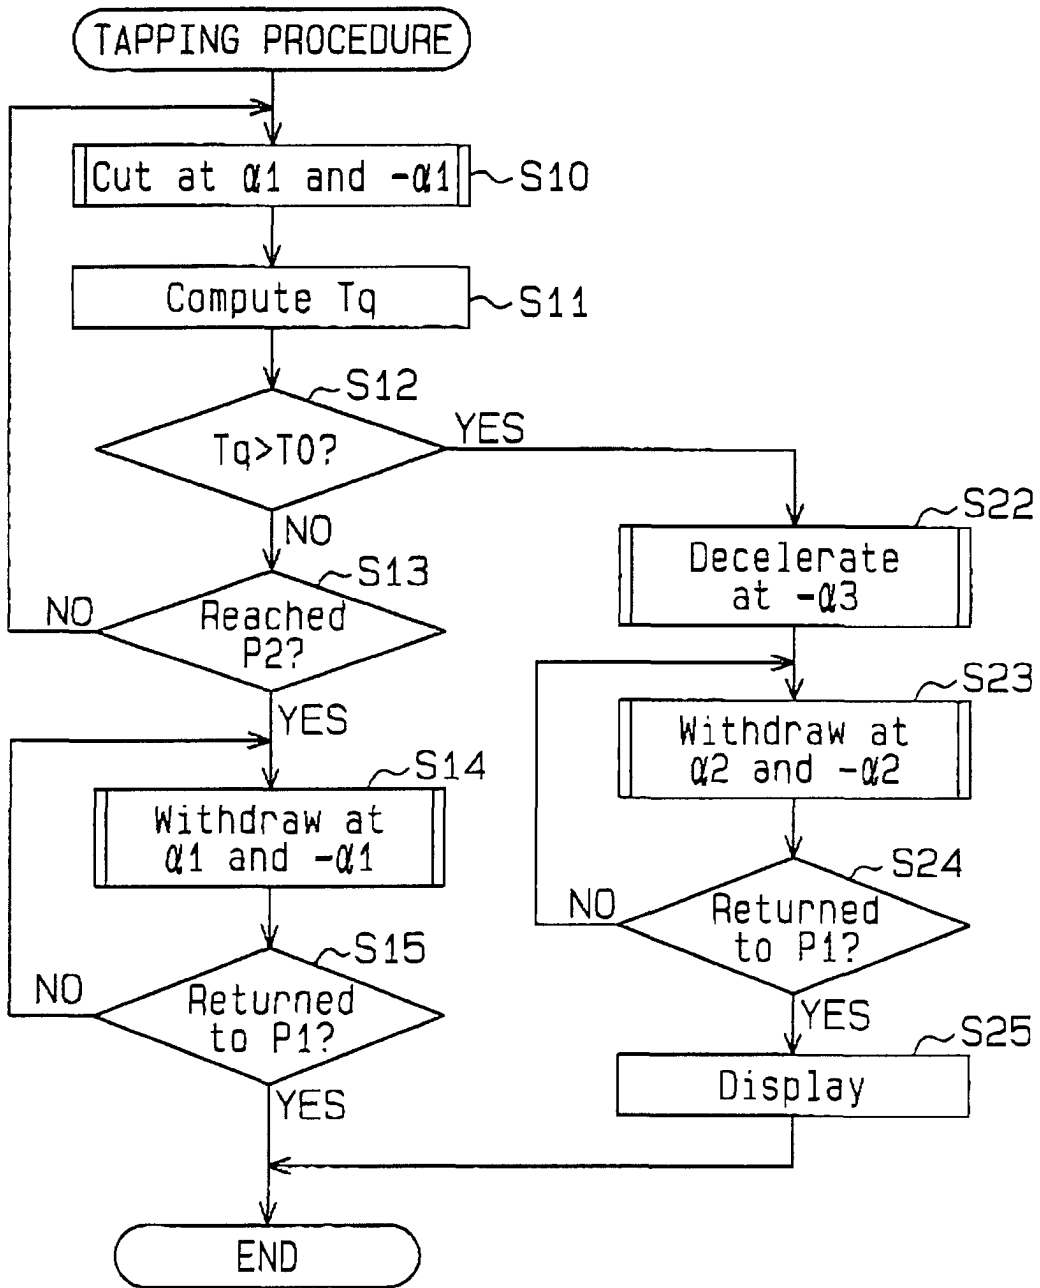 TAPPING PROCEDURE
Cut at α1 and -α1
S10
Compute Tq
S11
S12
Tq>T0?
YES
NO
S13
Reached
P2?
NO
YES
S14
Withdraw at
α1 and -α1
S15
Returned
to P1?
NO
YES
S22
Decelerate
at -α3
S23
Withdraw at
α2 and -α2
S24
Returned
to P1?
NO
YES
S25
Display
END